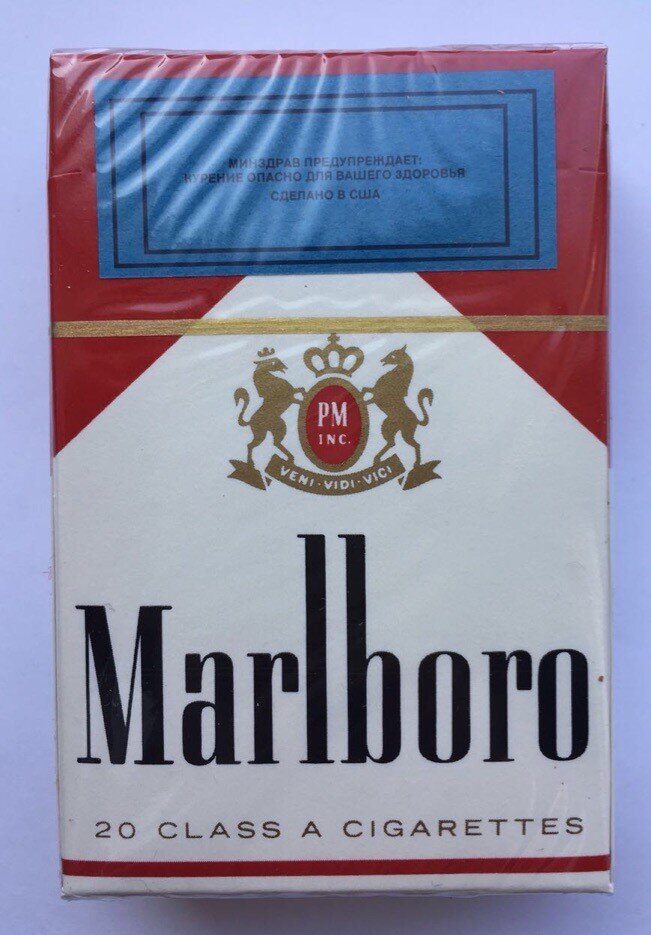 МИНЗДРАВ ПРЕДУПРЕЖДАЕТ:
КУРЕНИЕ ОПАСНО ДЛЯ ВАШЕГО ЗДОРОВЬЯ
СДЕЛАНО В США
PM
INC.
VENI·VIDI·VICI
Marlboro
20 CLASS A CIGARETTES